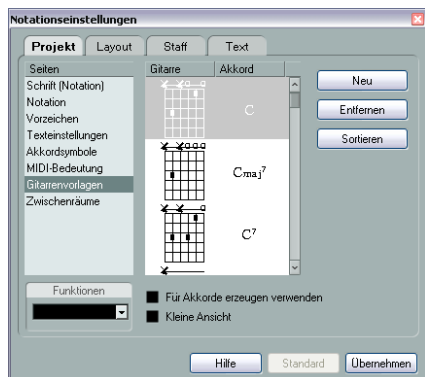 Notationseinstellungen
Projekt Layout Staff Text
Seiten Gitarre Akkord
Schrift (Notation)
Notation
Vorzeichen
Texteinstellungen
Akkordsymbole
MIDI-Bedeutung
Gitarrenvorlagen
Zwischenräume
C
Cmaj7
C7
Neu
Entfernen
Sortieren
Funktionen
Für Akkorde erzeugen verwenden
Kleine Ansicht
Hilfe Standard Übernehmen